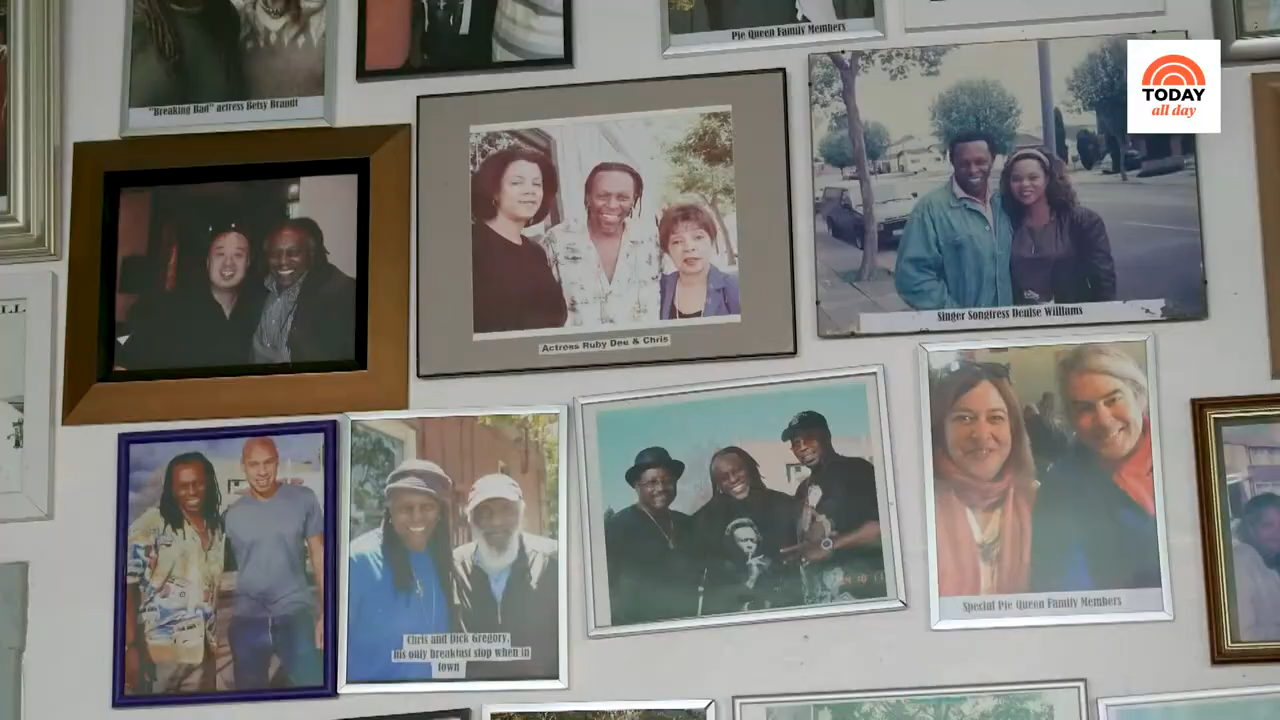 Pie Queen Family Members
"Breaking Bad" actress Betsy Brandt
TODAY
all day
Actress Ruby Dee & Chris
Singer Songtress Denise Williams
LL
Chris and Dick Gregory,
his only breakfast stop when in
town
Special Pie Queen Family Members